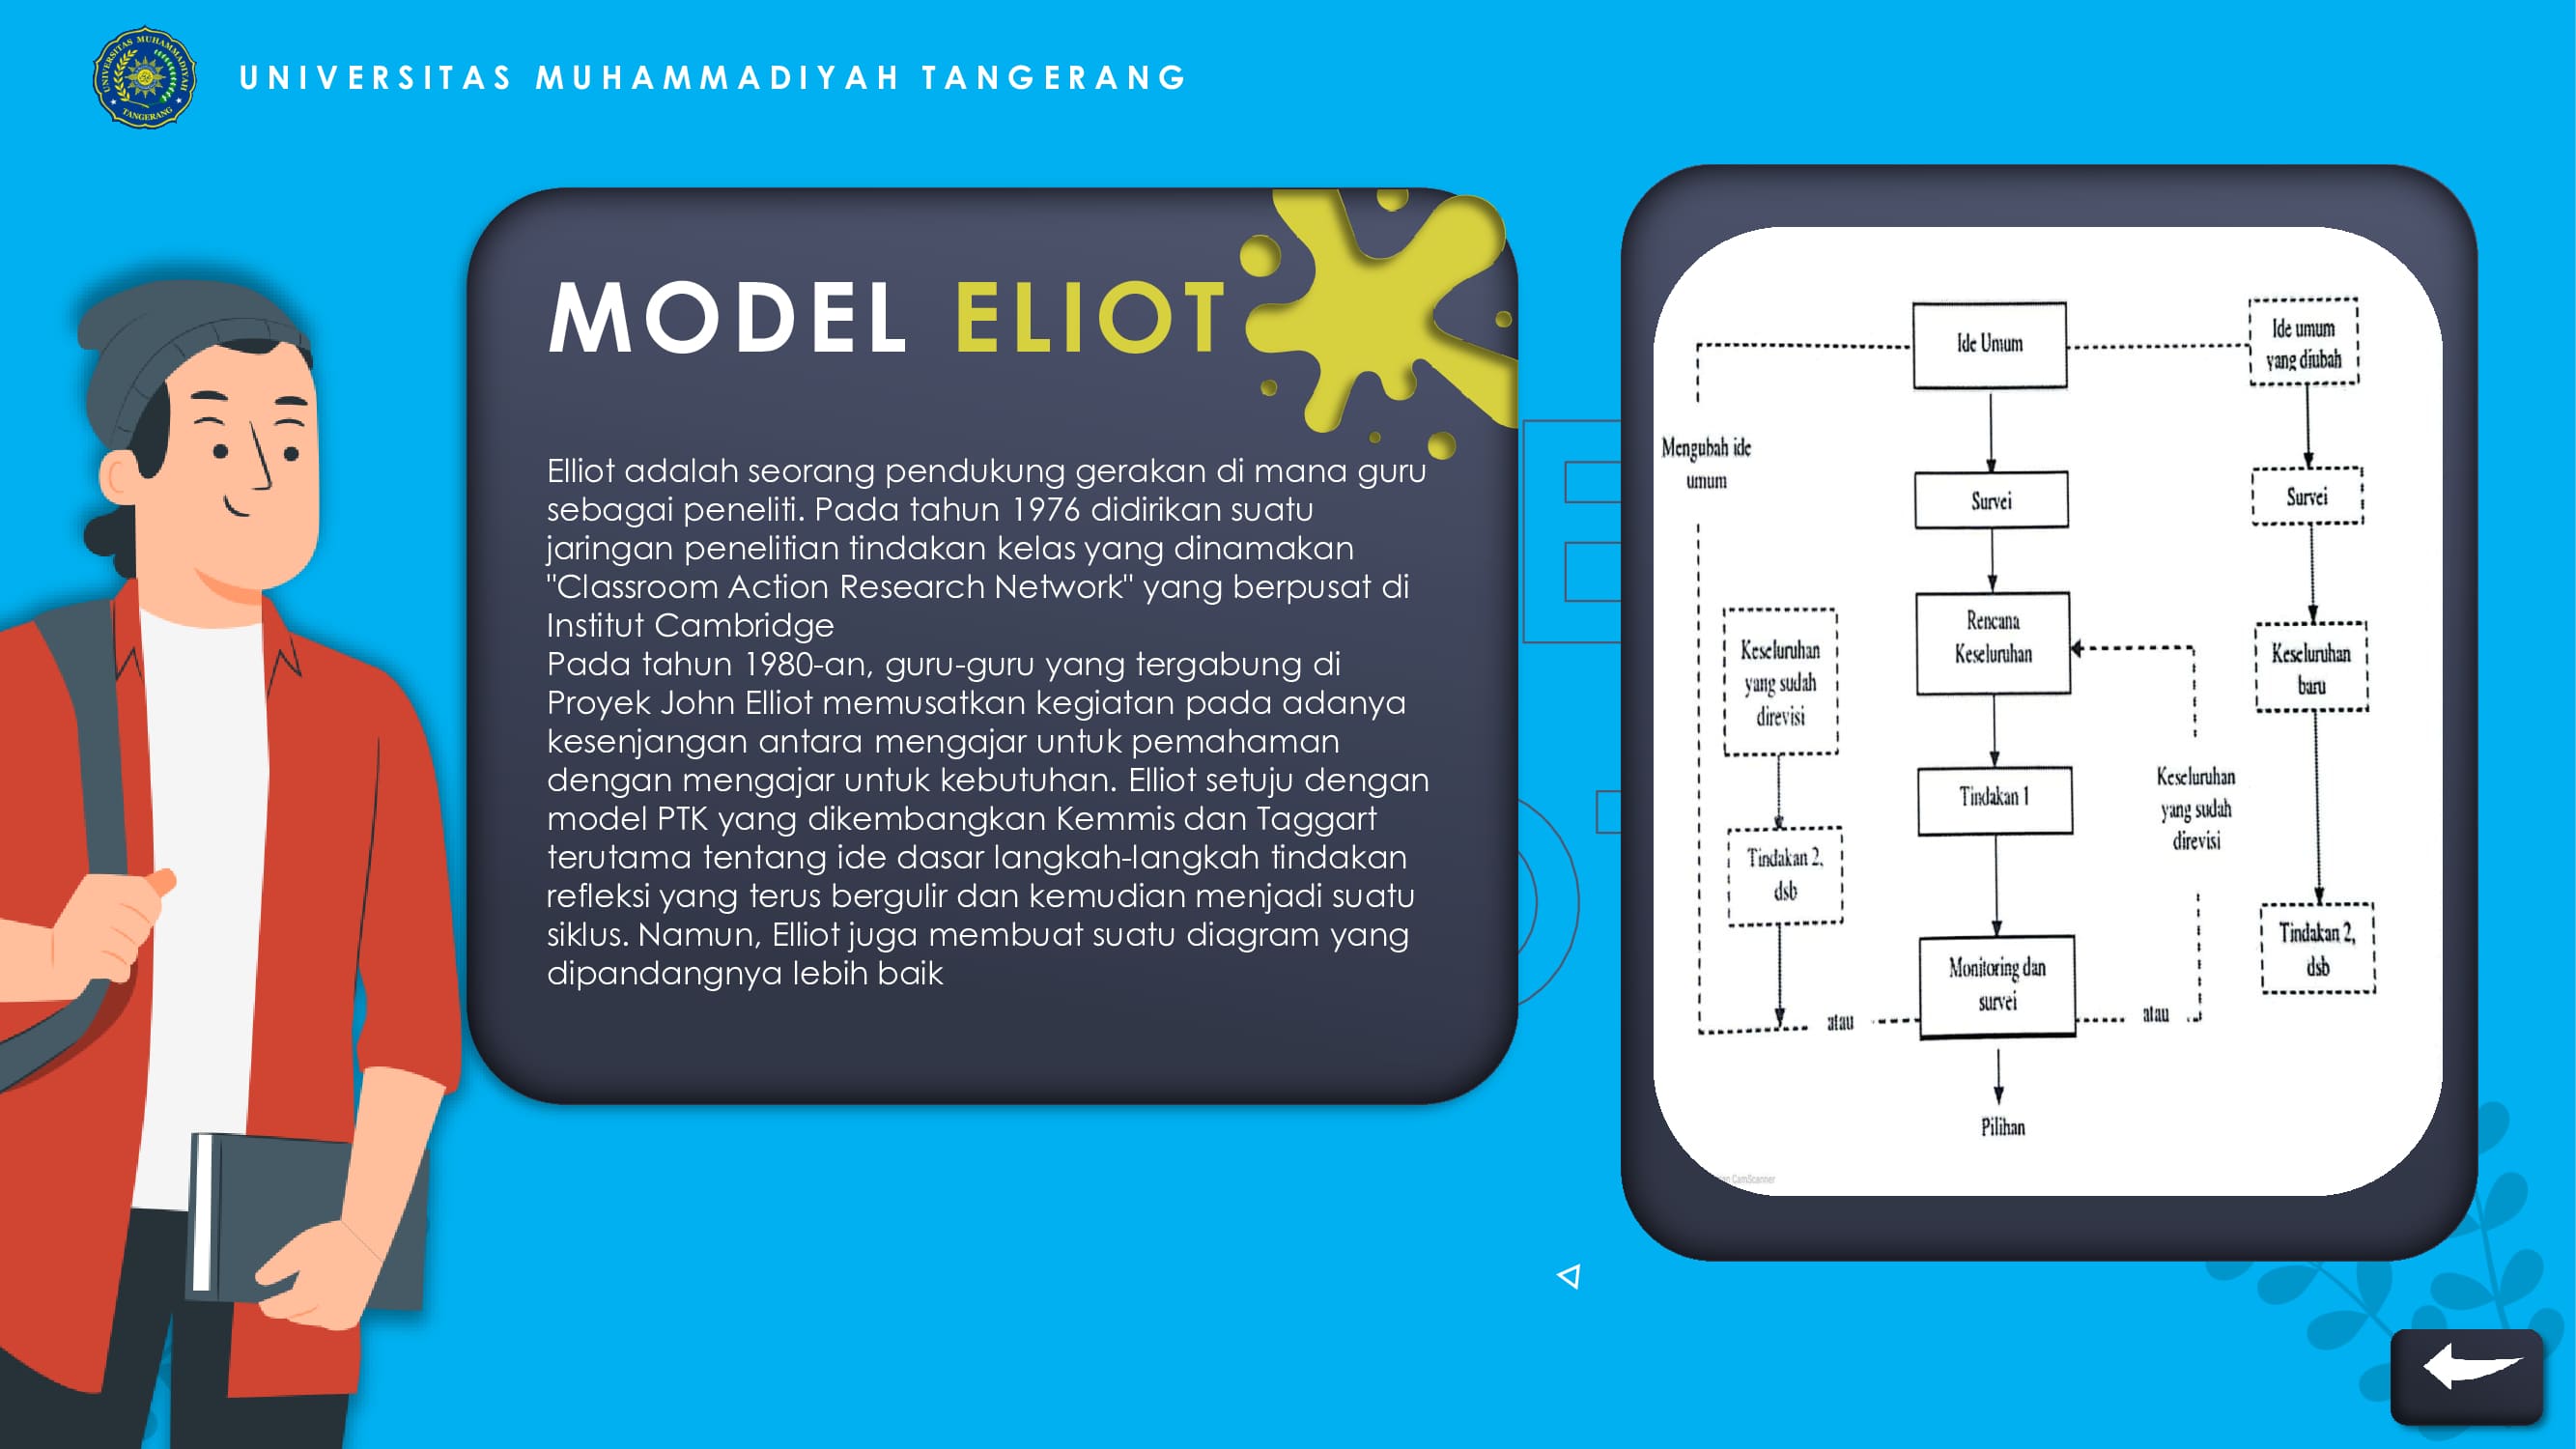 UNIVERSITAS MUHAMMADIYAH TANGERANG
UNIVERSITAS MUHAMMADIYAH
TANGERANG
MODEL ELIOT
Elliot adalah seorang pendukung gerakan di mana guru
sebagai peneliti. Pada tahun 1976 didirikan suatu
jaringan penelitian tindakan kelas yang dinamakan
"Classroom Action Research Network" yang berpusat di
Institut Cambridge
Pada tahun 1980-an, guru-guru yang tergabung di
Proyek John Elliot memusatkan kegiatan pada adanya
kesenjangan antara mengajar untuk pemahaman
dengan mengajar untuk kebutuhan. Elliot setuju dengan
model PTK yang dikembangkan Kemmis dan Taggart
terutama tentang ide dasar langkah-langkah tindakan
refleksi yang terus bergulir dan kemudian menjadi suatu
siklus. Namun, Elliot juga membuat suatu diagram yang
dipandangnya lebih baik
Ide Umum
Ide umum
yang diubah
Mengubah ide
umum
Survei
Survei
Rencana
Keseluruhan
Keseluruhan
yang sudah
direvisi
Keseluruhan
baru
Tindakan 1
Keseluruhan
yang sudah
direvisi
Tindakan 2,
dsb
Tindakan 2,
dsb
Monitoring dan
survei
atau
atau
Pilihan
CamScanner